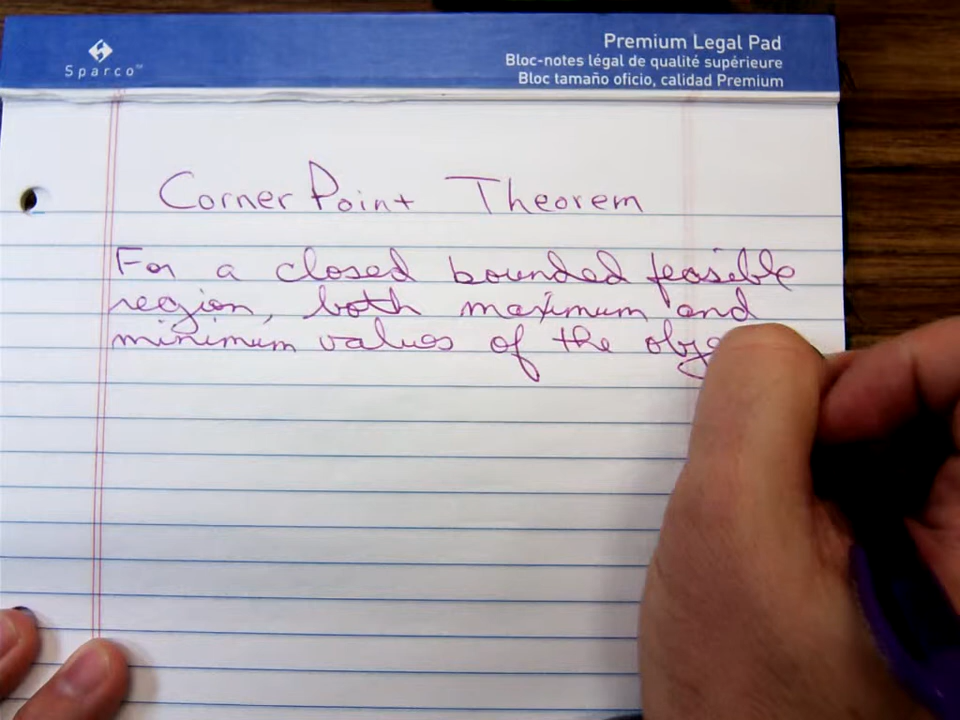 Sparco™
Premium Legal Pad
Bloc-notes légal de qualité supérieure
Bloc tamaño oficio, calidad Premium
Corner Point Theorem
For a closed bounded feasible
region, both maximum and
minimum values of the